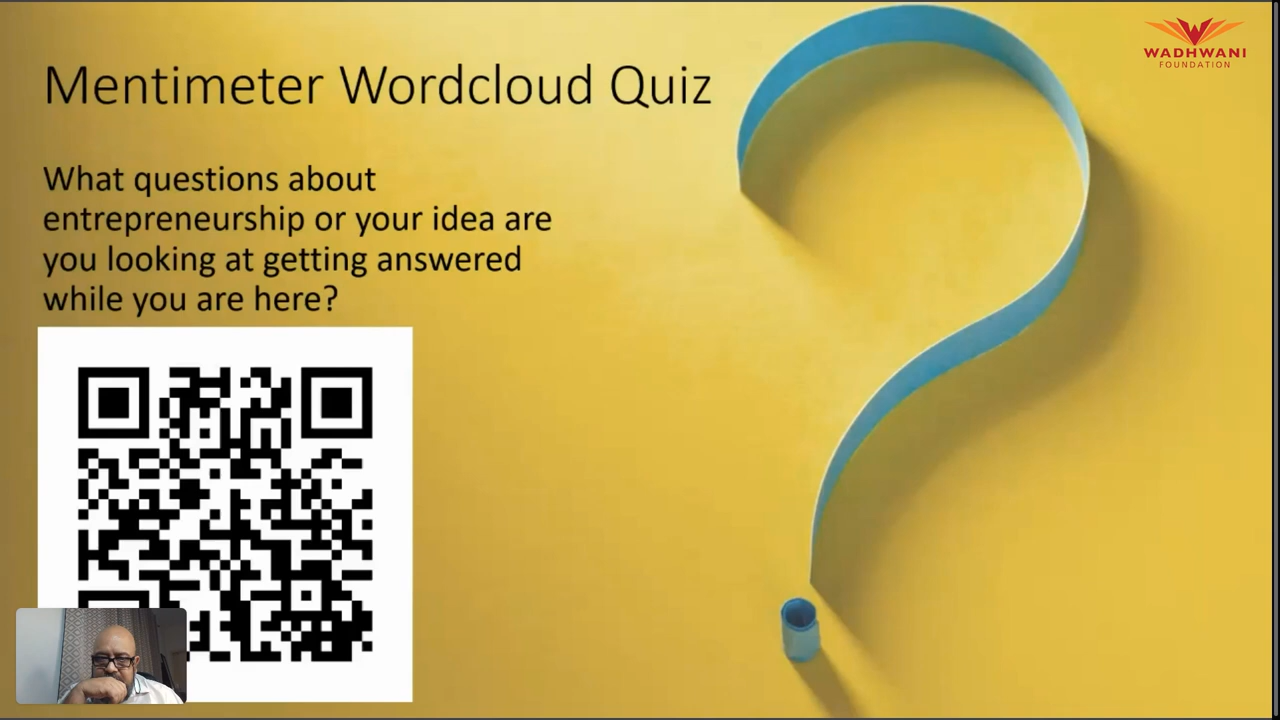 WADHWANI
FOUNDATION
Mentimeter Wordcloud Quiz
What questions about
entrepreneurship or your idea are
you looking at getting answered
while you are here?